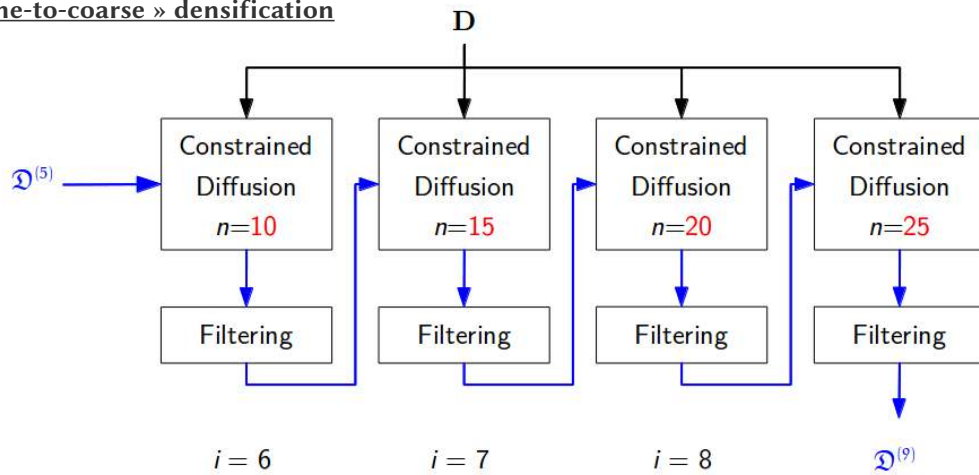 ne-to-coarse » densification
D
Constrained Diffusion n=10
Constrained Diffusion n=15
Constrained Diffusion n=20
Constrained Diffusion n=25
𝔇(5)
Filtering
Filtering
Filtering
Filtering
i = 6
i = 7
i = 8
𝔇(9)